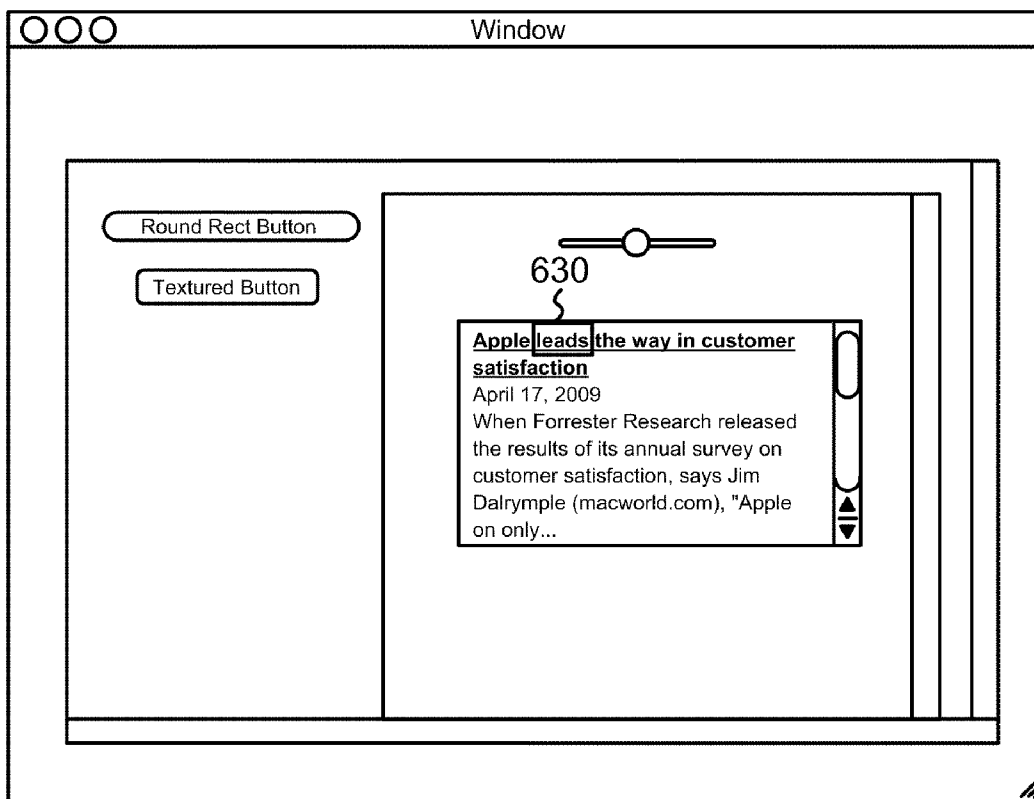 Window
Round Rect Button
Textured Button
630
Apple leads the way in customer
satisfaction
April 17, 2009
When Forrester Research released
the results of its annual survey on
customer satisfaction, says Jim
Dalrymple (macworld.com), "Apple
on only...